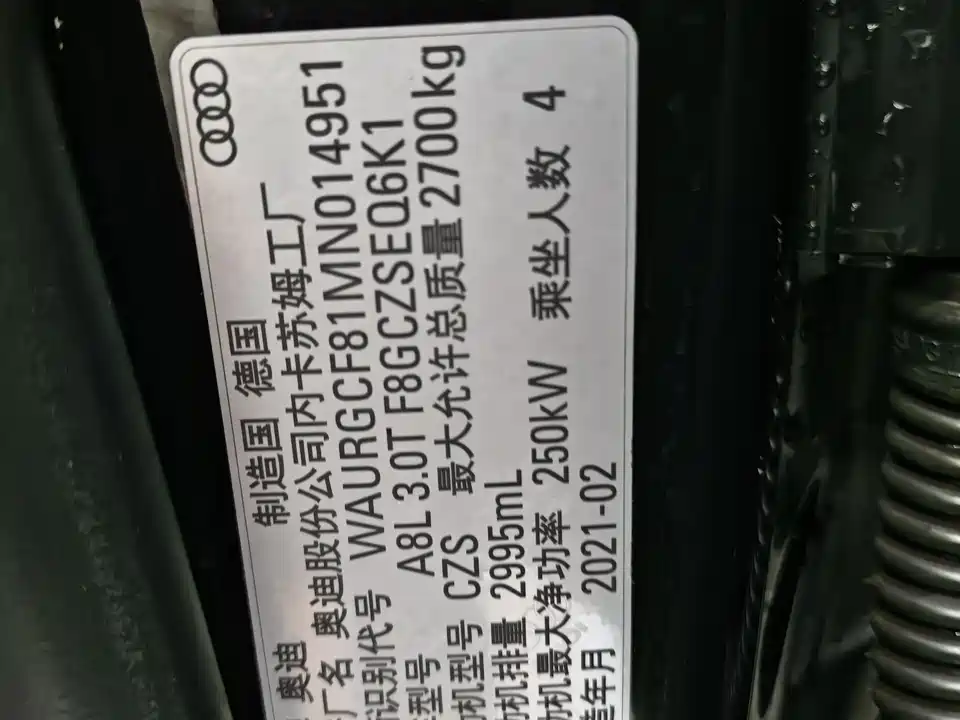 奥迪 制造国 德国
厂名 奥迪股份公司内卡苏姆工厂
识别代号 WAURGCF81MN014951
型号 A8L 3.0T F8GCZSEQ6K1
机型号 CZS 最大允许总质量 2700kg
机排量 2995mL
机最大净功率 250kW 乘坐人数 4
造年月 2021-02